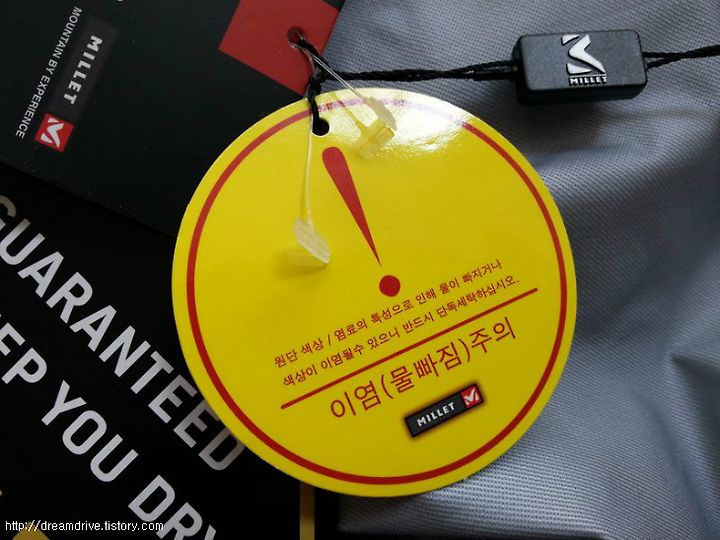 MILLET
MOUNTAIN BY EXPERIENCE
MILLET
원단 색상 / 염료의 특성으로 인해 물이 빠지거나
색상이 이염될수 있으니 반드시 단독세탁하십시오.
이염(물빠짐)주의
MILLET
GUARANTEED
YOU DRY
http://dreamdrive.tistory.com